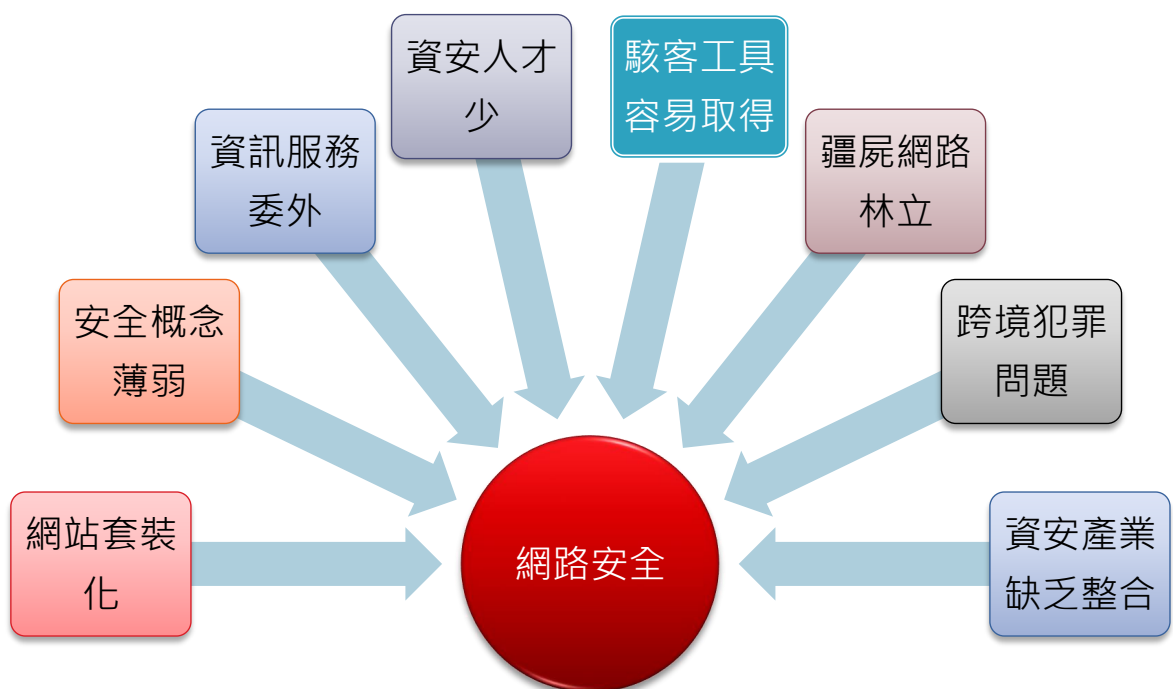 網站套裝
化
安全概念
薄弱
資訊服務
委外
資安人才
少
駭客工具
容易取得
疆屍網路
林立
跨境犯罪
問題
資安產業
缺乏整合
網路安全